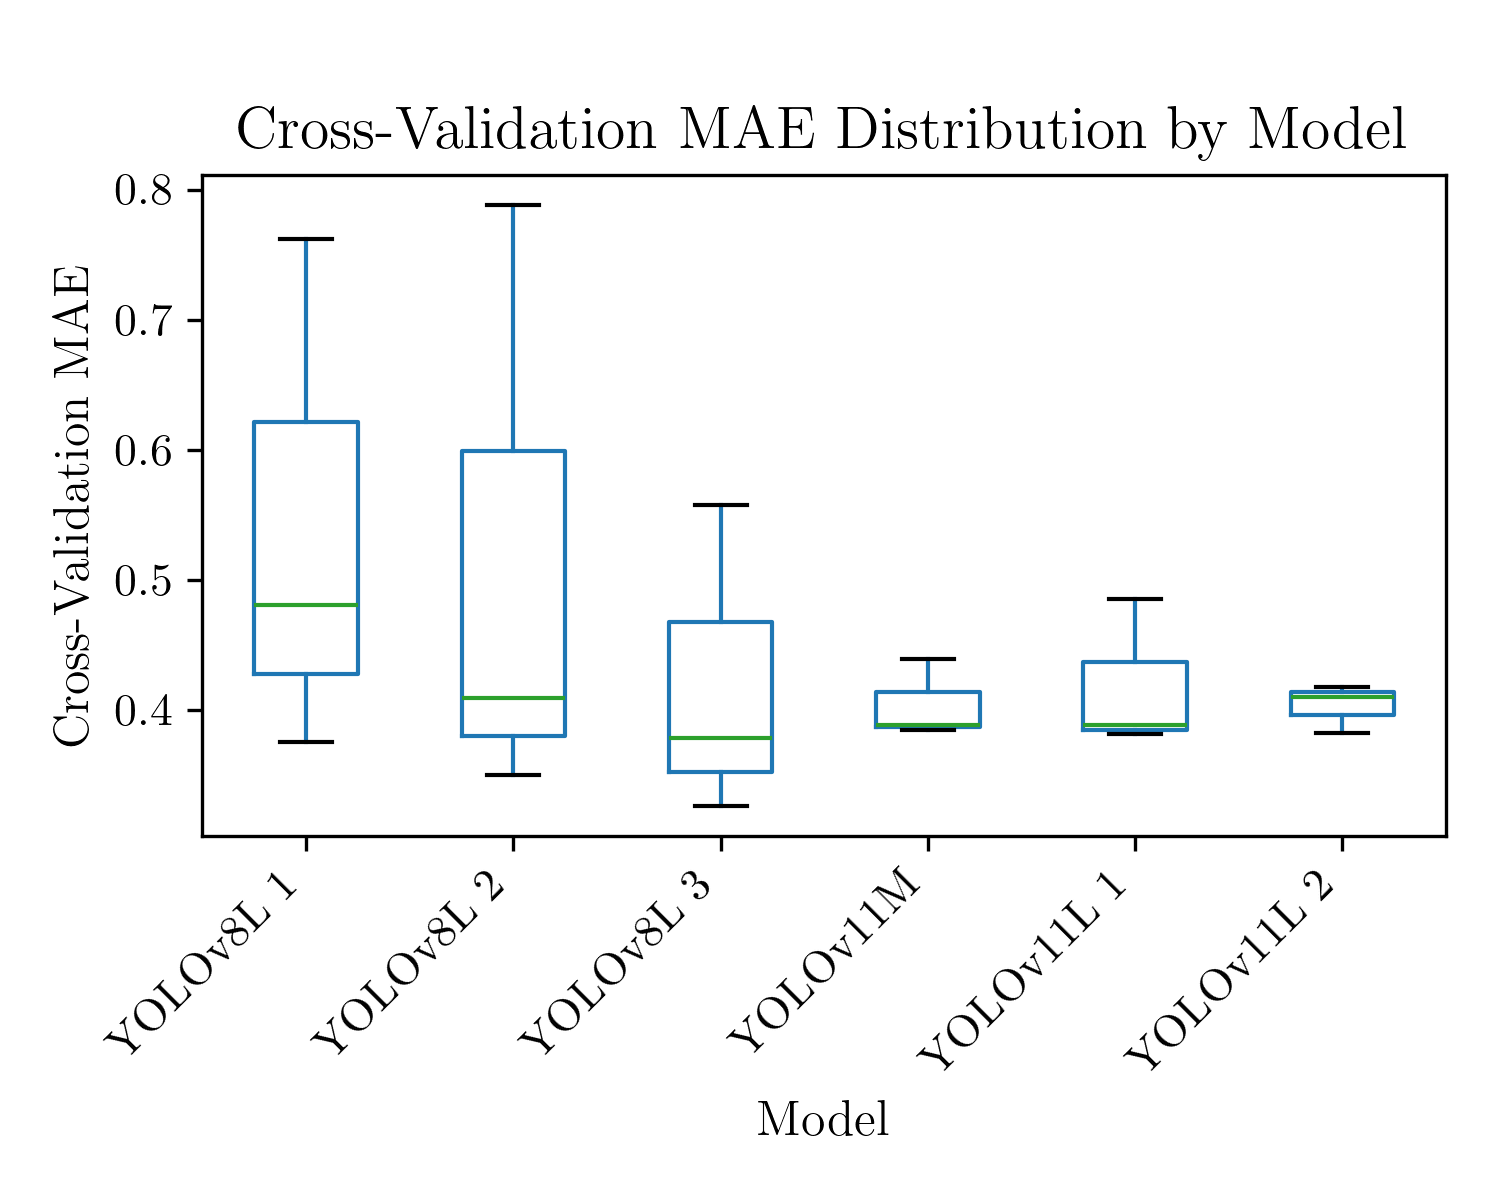 Cross-Validation MAE Distribution by Model
Cross-Validation MAE
0.8
0.7
0.6
0.5
0.4
YOLOv8L 1
YOLOv8L 2
YOLOv8L 3
YOLOv11M
YOLOv11L 1
YOLOv11L 2
Model